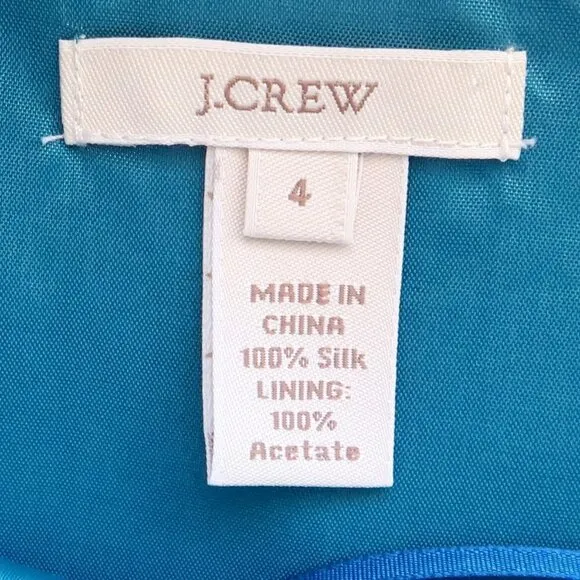 J.CREW
4
MADE IN
CHINA
100% Silk
LINING:
100%
Acetate